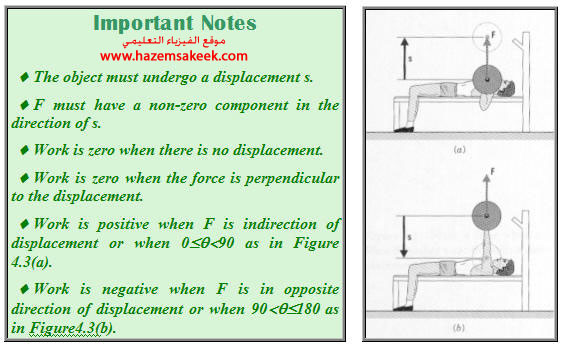 Important Notes
موقع الفيزياء التعليمي
www.hazemsakeek.com
♦ The object must undergo a displacement s.
♦ F must have a non-zero component in the
direction of s.
♦ Work is zero when there is no displacement.
♦ Work is zero when the force is perpendicular
to the displacement.
♦ Work is positive when F is indirection of
displacement or when 0≤θ<90 as in Figure
4.3(a).
♦ Work is negative when F is in opposite
direction of displacement or when 90<θ≤180 as
in Figure4.3(b).
F
s
(a)
F
s
(b)